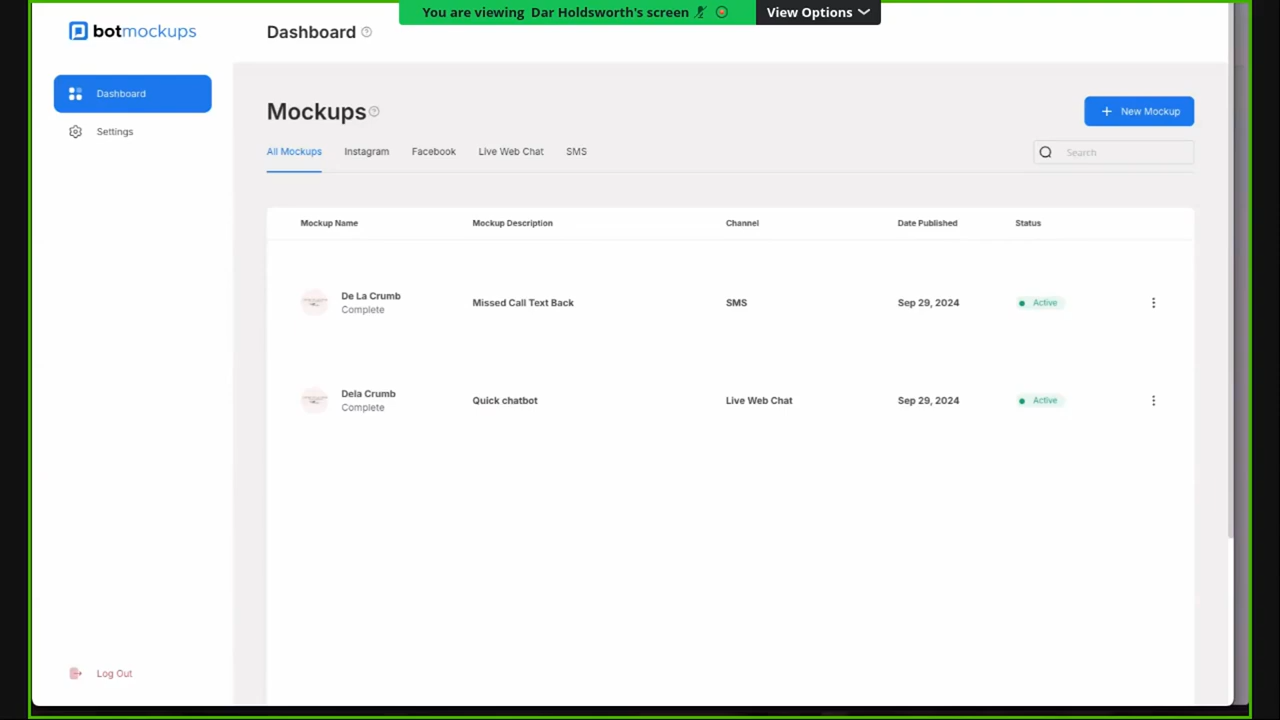 You are viewing Dar Holdsworth's screen View Options
botmockups
Dashboard
Dashboard
Settings
Mockups
New Mockup
All Mockups Instagram Facebook Live Web Chat SMS
Search
Mockup Name Mockup Description Channel Date Published Status
De La Crumb
Complete
Missed Call Text Back SMS Sep 29, 2024 Active
Dela Crumb
Complete
Quick chatbot Live Web Chat Sep 29, 2024 Active
Log Out